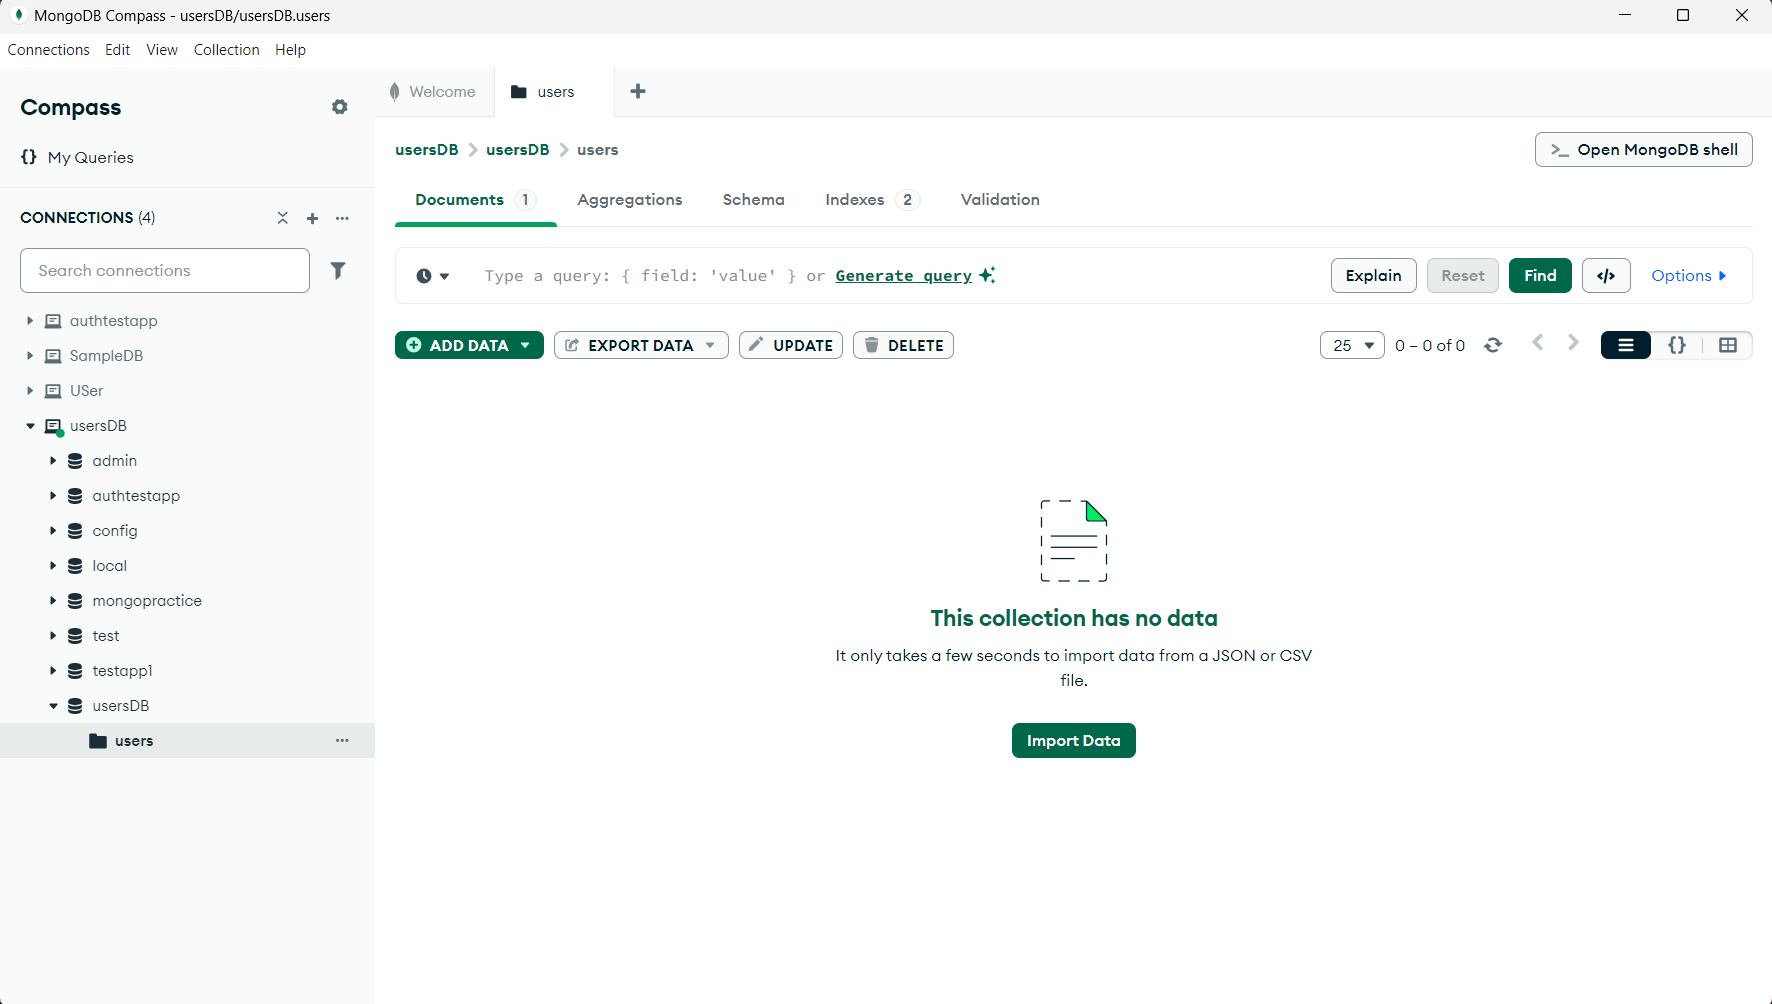 MongoDB Compass - usersDB/usersDB.users
Connections Edit View Collection Help
Compass
{} My Queries
CONNECTIONS (4)
Search connections
authtestapp
SampleDB
USer
usersDB
admin
authtestapp
config
local
mongopractice
test
testapp1
usersDB
users
Welcome users
usersDB usersDB users
>_ Open MongoDB shell
Documents 1 Aggregations Schema Indexes 2 Validation
Type a query: { field: 'value' } or Generate query
Explain Reset Find </> Options
ADD DATA EXPORT DATA UPDATE DELETE
25 0 – 0 of 0 {}
This collection has no data
It only takes a few seconds to import data from a JSON or CSV
file.
Import Data